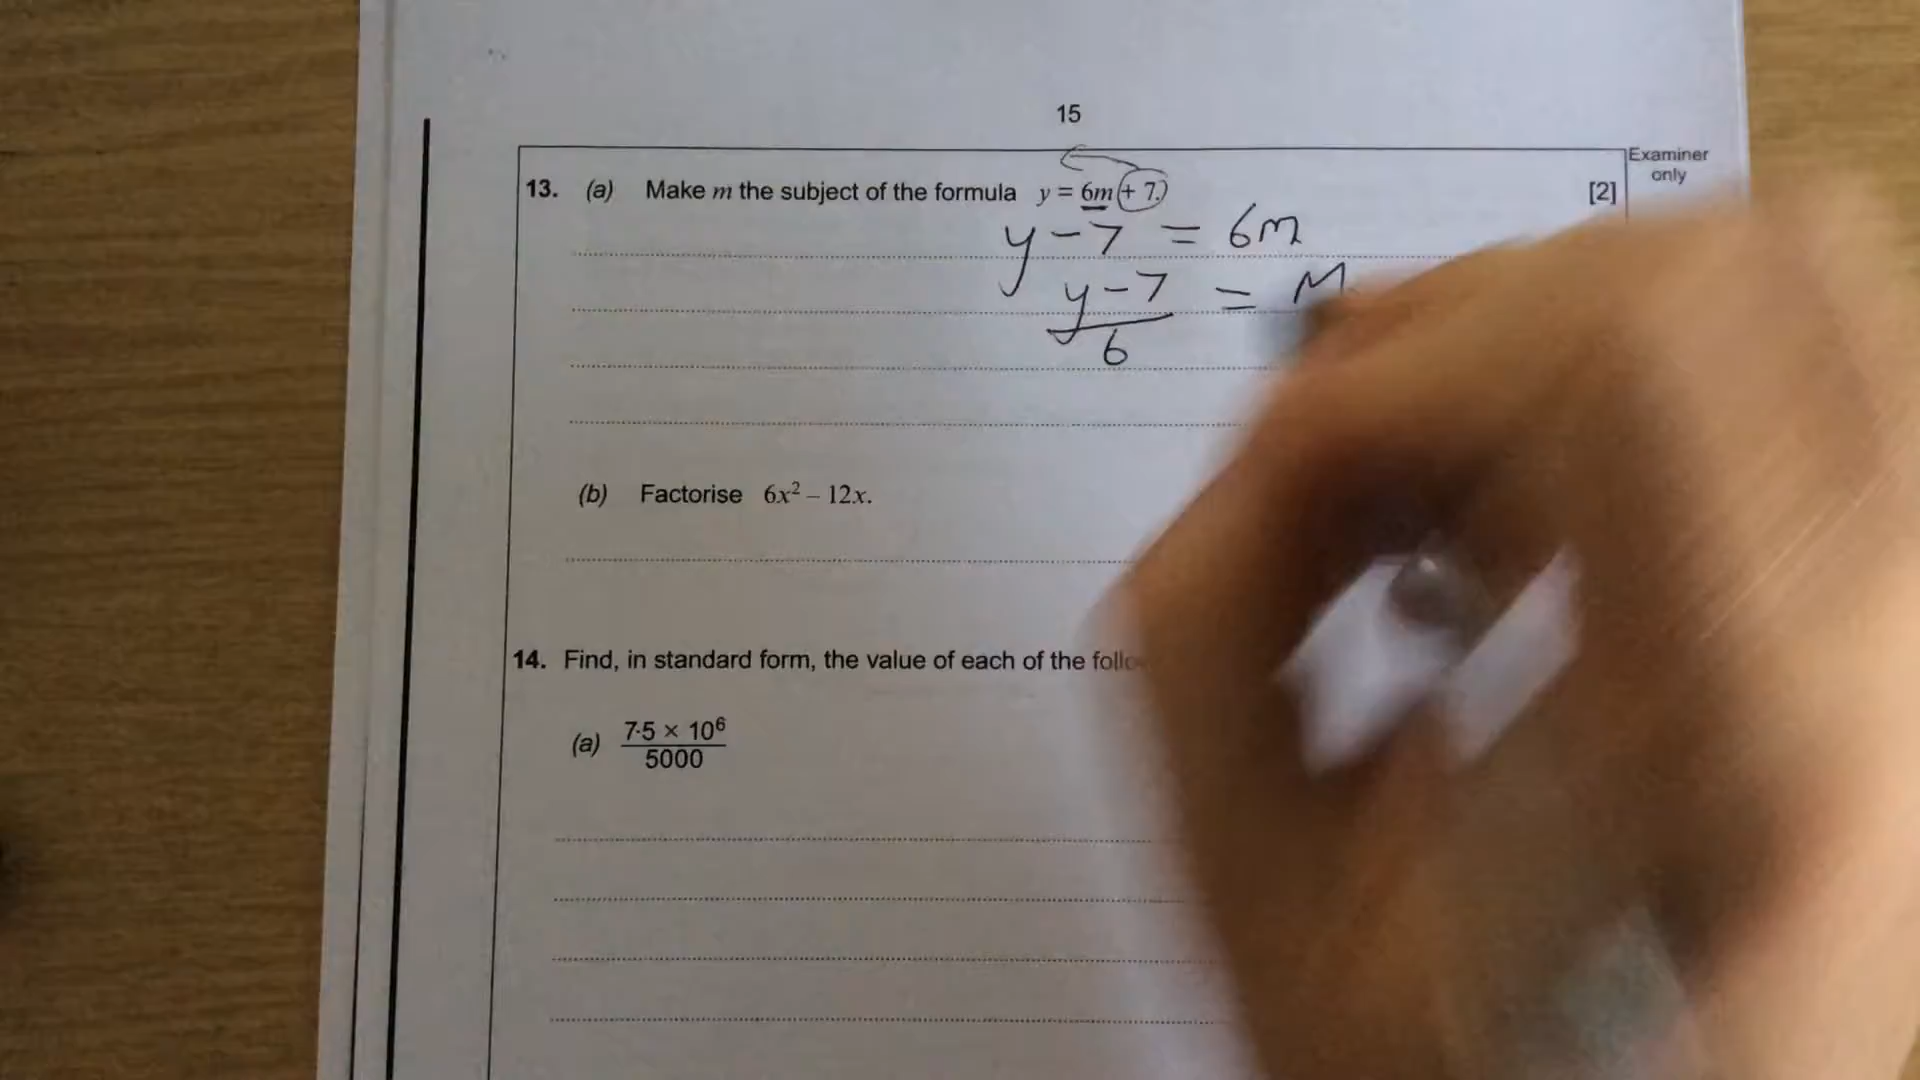 15
Examiner
only
13. (a) Make m the subject of the formula y = 6m + 7. [2]
y - 7 = 6m
y - 7 = m
6
(b) Factorise 6x² – 12x.
14. Find, in standard form, the value of each of the
(a) 7·5 × 10⁶
5000